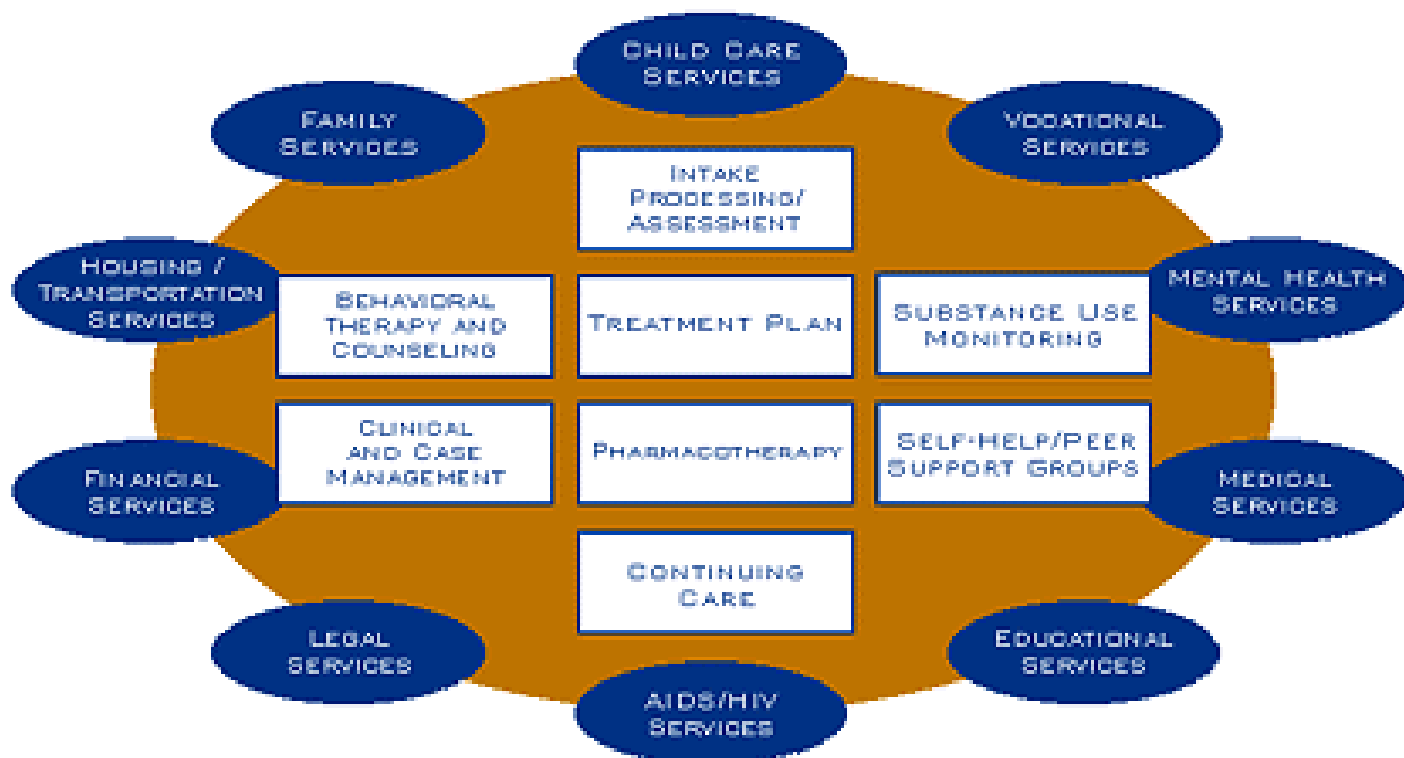 CHILD CARE
SERVICES
FAMILY
SERVICES
VOCATIONAL
SERVICES
INTAKE
PROCESSING/
ASSESSMENT
HOUSING /
TRANSPORTATION
SERVICES
BEHAVIORAL
THERAPY AND
COUNSELING
TREATMENT PLAN
SUBSTANCE USE
MONITORING
MENTAL HEALTH
SERVICES
FINANCIAL
SERVICES
CLINICAL
AND CASE
MANAGEMENT
PHARMACOTHERAPY
SELF-HELP/PEER
SUPPORT GROUPS
MEDICAL
SERVICES
CONTINUING
CARE
LEGAL
SERVICES
EDUCATIONAL
SERVICES
AIDS/HIV
SERVICES